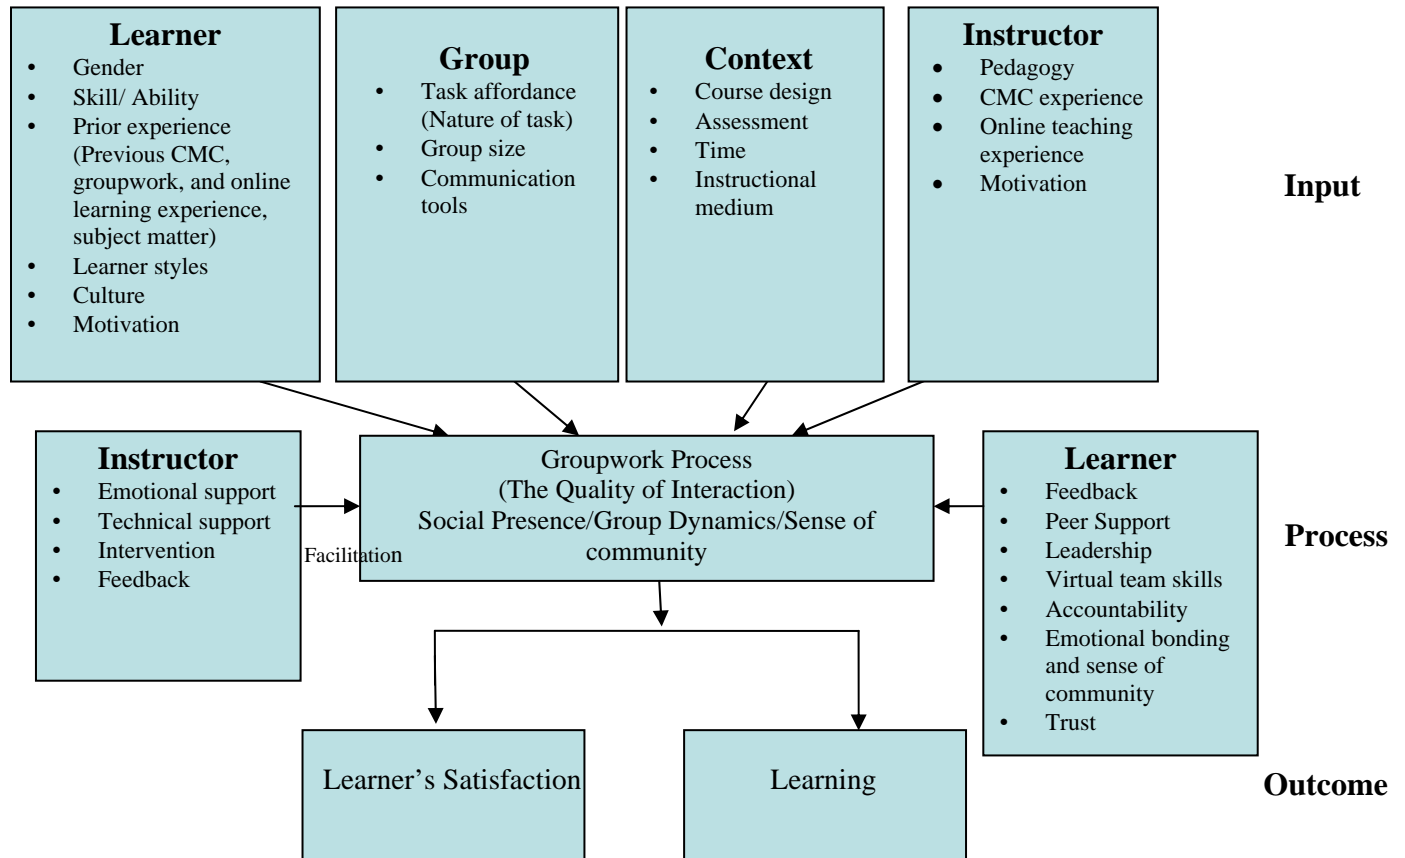 Learner
• Gender
• Skill/ Ability
• Prior experience
(Previous CMC,
groupwork, and online
learning experience,
subject matter)
• Learner styles
• Culture
• Motivation
Group
• Task affordance
(Nature of task)
• Group size
• Communication
tools
Context
• Course design
• Assessment
• Time
• Instructional
medium
Instructor
• Pedagogy
• CMC experience
• Online teaching
experience
• Motivation
Input
Instructor
• Emotional support
• Technical support
• Intervention
• Feedback
Facilitation
Groupwork Process
(The Quality of Interaction)
Social Presence/Group Dynamics/Sense of
community
Learner
• Feedback
• Peer Support
• Leadership
• Virtual team skills
• Accountability
• Emotional bonding
and sense of
community
• Trust
Process
Learner’s Satisfaction
Learning
Outcome